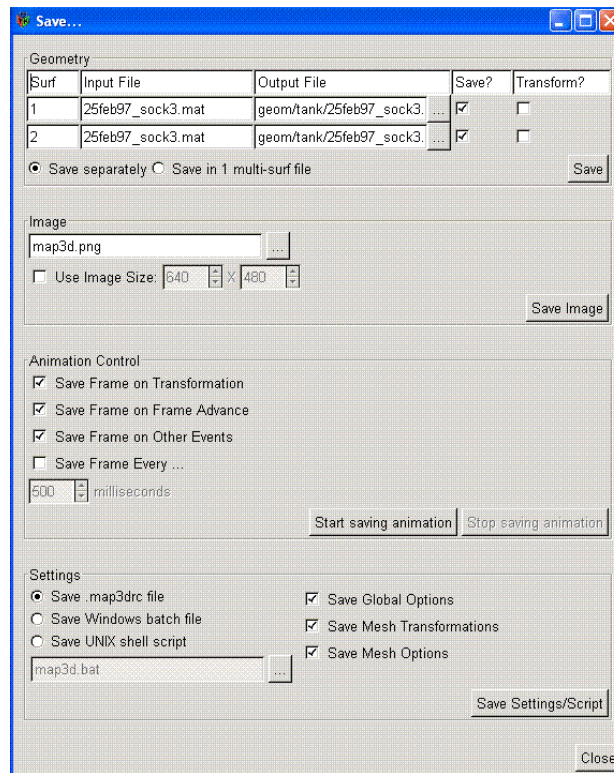 Save...
Geometry
Surf Input File Output File Save? Transform?
1 25feb97_sock3.mat geom/tank/25feb97_sock3. ...
2 25feb97_sock3.mat geom/tank/25feb97_sock3. ...
Save separately Save in 1 multi-surf file Save
Image
map3d.png ...
Use Image Size: 640 X 480
Save Image
Animation Control
Save Frame on Transformation
Save Frame on Frame Advance
Save Frame on Other Events
Save Frame Every ...
500 milliseconds
Start saving animation Stop saving animation
Settings
Save .map3drc file
Save Windows batch file
Save UNIX shell script
map3d.bat ...
Save Global Options
Save Mesh Transformations
Save Mesh Options
Save Settings/Script
Close